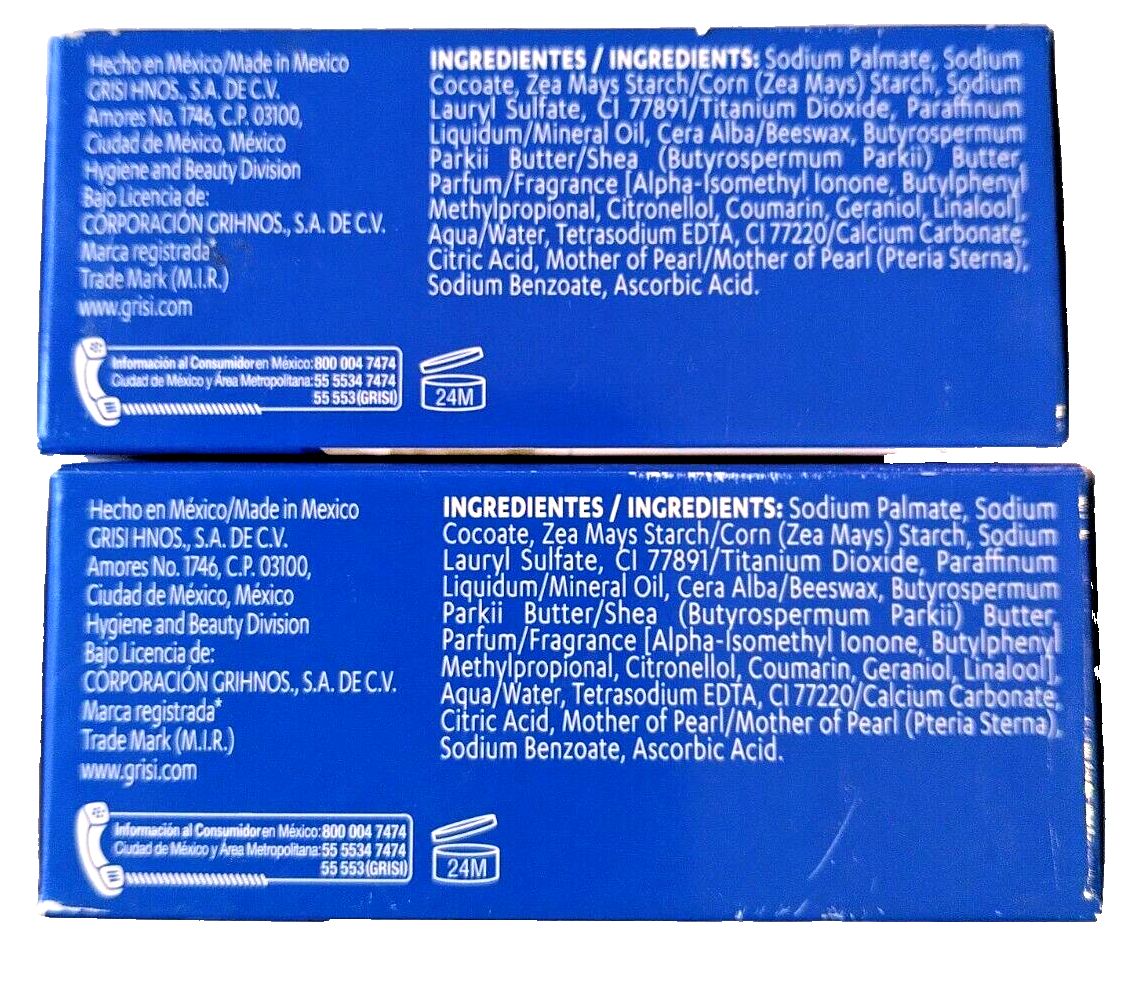 Hecho en México/Made in Mexico
GRISI HNOS., S.A. DE C.V.
Amores No. 1746, C.P. 03100,
Ciudad de México, México
Hygiene and Beauty Division
Bajo Licencia de:
CORPORACIÓN GRIHNOS., S.A. DE C.V.
Marca registrada*
Trade Mark (M.I.R.)
www.grisi.com
Información al Consumidor en México: 800 004 7474
Ciudad de México y Área Metropolitana: 55 5534 7474
55 553 (GRISI)
24M
INGREDIENTES / INGREDIENTS: Sodium Palmate, Sodium
Cocoate, Zea Mays Starch/Corn (Zea Mays) Starch, Sodium
Lauryl Sulfate, CI 77891/Titanium Dioxide, Paraffinum
Liquidum/Mineral Oil, Cera Alba/Beeswax, Butyrospermum
Parkii Butter/Shea (Butyrospermum Parkii) Butter,
Parfum/Fragrance [Alpha-Isomethyl Ionone, Butylphenyl
Methylpropional, Citronellol, Coumarin, Geraniol, Linalool],
Aqua/Water, Tetrasodium EDTA, CI 77220/Calcium Carbonate,
Citric Acid, Mother of Pearl/Mother of Pearl (Pteria Sterna),
Sodium Benzoate, Ascorbic Acid.
Hecho en México/Made in Mexico
GRISI HNOS., S.A. DE C.V.
Amores No. 1746, C.P. 03100,
Ciudad de México, México
Hygiene and Beauty Division
Bajo Licencia de:
CORPORACIÓN GRIHNOS., S.A. DE C.V.
Marca registrada*
Trade Mark (M.I.R.)
www.grisi.com
Información al Consumidor en México: 800 004 7474
Ciudad de México y Área Metropolitana: 55 5534 7474
55 553 (GRISI)
24M
INGREDIENTES / INGREDIENTS: Sodium Palmate, Sodium
Cocoate, Zea Mays Starch/Corn (Zea Mays) Starch, Sodium
Lauryl Sulfate, CI 77891/Titanium Dioxide, Paraffinum
Liquidum/Mineral Oil, Cera Alba/Beeswax, Butyrospermum
Parkii Butter/Shea (Butyrospermum Parkii) Butter,
Parfum/Fragrance [Alpha-Isomethyl Ionone, Butylphenyl
Methylpropional, Citronellol, Coumarin, Geraniol, Linalool],
Aqua/Water, Tetrasodium EDTA, CI 77220/Calcium Carbonate,
Citric Acid, Mother of Pearl/Mother of Pearl (Pteria Sterna),
Sodium Benzoate, Ascorbic Acid.